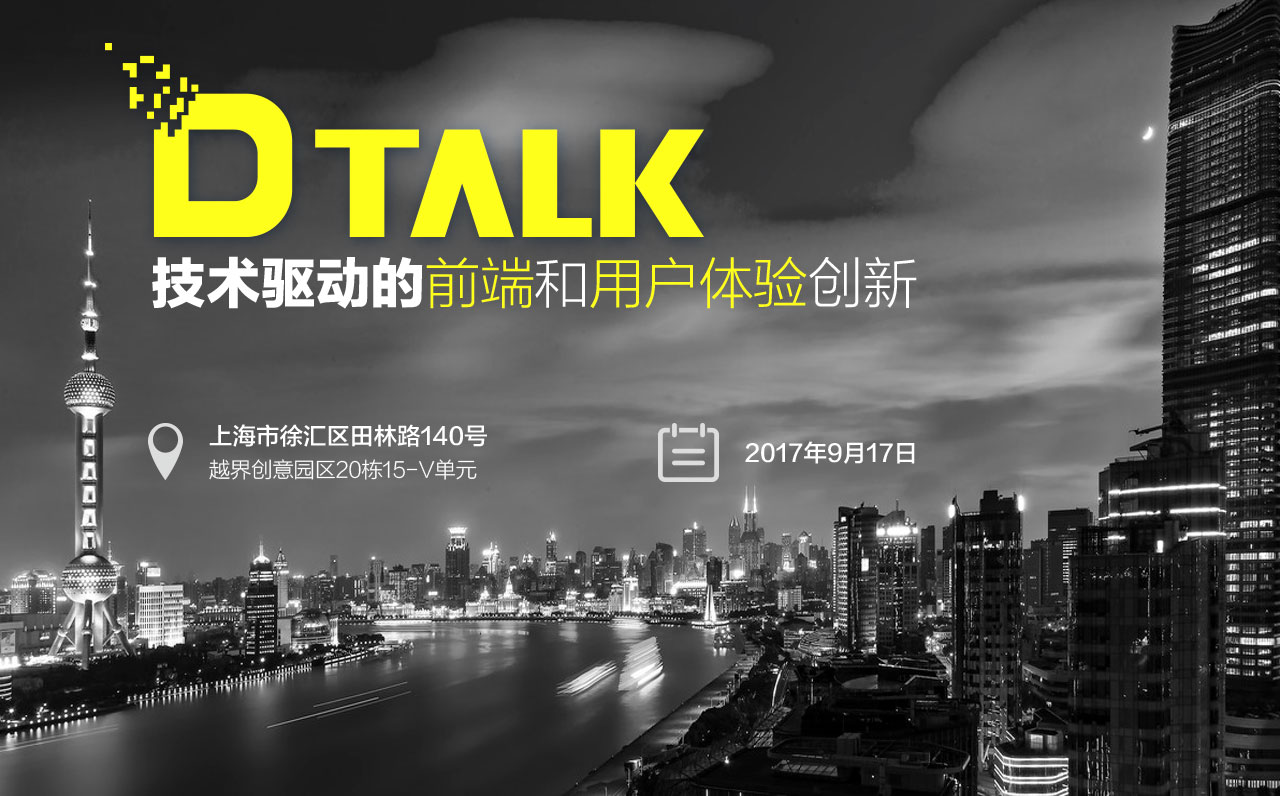 D TALK
技术驱动的前端和用户体验创新
上海市徐汇区田林路140号
越界创意园区20栋15-V单元
2017年9月17日